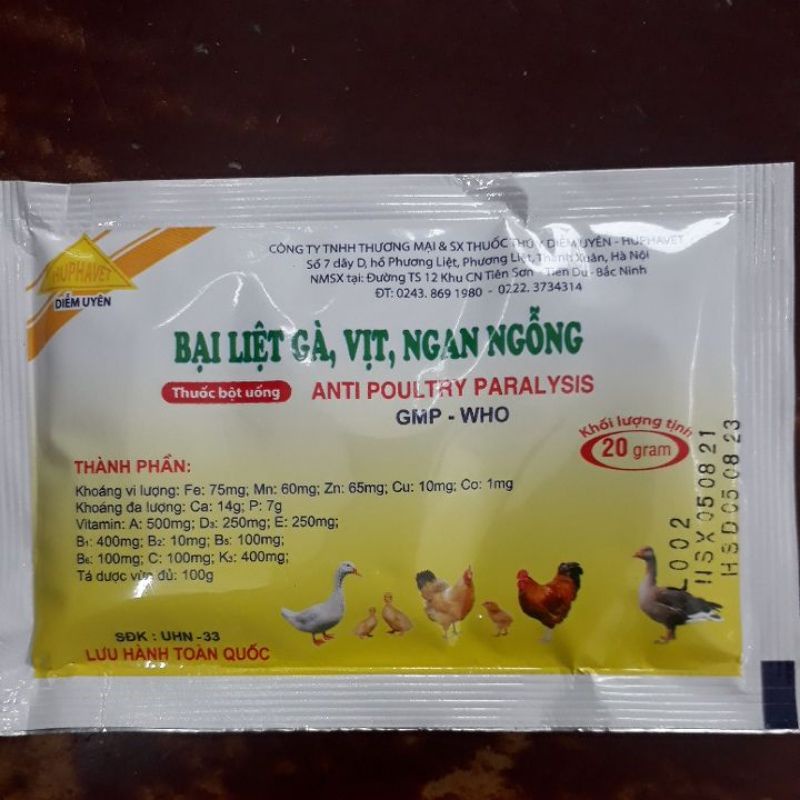 HUPHAVET
DIỄM UYÊN
CÔNG TY TNHH THƯƠNG MẠI & SX THUỐC THÚ Y DIỄM UYÊN - HUPHAVET
Số 7 dãy D, hồ Phương Liệt, Phương Liệt, Thanh Xuân, Hà Nội
NMSX tại: Đường TS 12 Khu CN Tiên Sơn - Tiên Du - Bắc Ninh
ĐT: 0243. 869 1980 - 0222. 3734314
BẠI LIỆT GÀ, VỊT, NGAN NGỖNG
Thuốc bột uống ANTI POULTRY PARALYSIS
GMP - WHO
Khối lượng tịnh
20 gram
THÀNH PHẦN:
Khoáng vi lượng: Fe: 75mg; Mn: 60mg; Zn: 65mg; Cu: 10mg; Co: 1mg
Khoáng đa lượng: Ca: 14g; P: 7g
Vitamin: A: 500mg; D₃: 250mg; E: 250mg;
B₁: 400mg; B₂: 10mg; B₅: 100mg;
B₆: 100mg; C: 100mg; K₃: 400mg;
Tá dược vừa đủ: 100g
SĐK : UHN -33
LƯU HÀNH TOÀN QUỐC
L002
NSX 050821
HSD 05.08 23